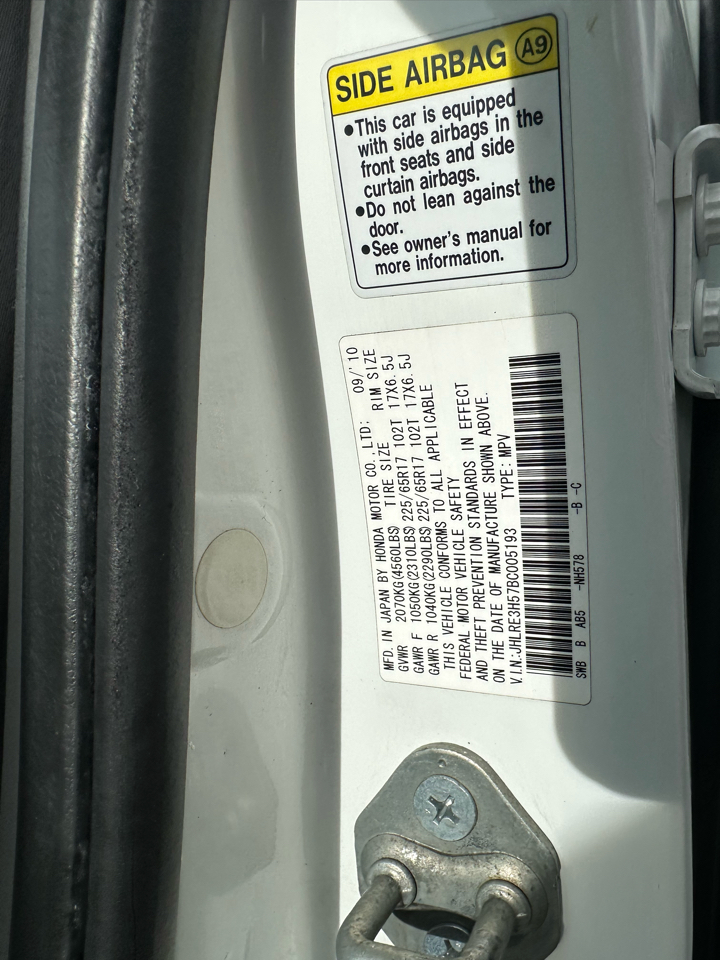 SIDE AIRBAG A9
•This car is equipped
with side airbags in the
front seats and side
curtain airbags.
•Do not lean against the
door.
•See owner's manual for
more information.
MFD. IN JAPAN BY HONDA MOTOR CO., LTD: 09/'10
GVWR 2070KG(4560LBS) TIRE SIZE RIM SIZE
GAWR F 1050KG(2310LBS)225/65R17 102T 17X6.5J
GAWR R 1040KG(2290LBS)225/65R17 102T 17X6.5J
THIS VEHICLE CONFORMS TO ALL APPLICABLE
FEDERAL MOTOR VEHICLE SAFETY
AND THEFT PREVENTION STANDARDS IN EFFECT
ON THE DATE OF MANUFACTURE SHOWN ABOVE.
V.I.N:JHLRE3H57BC005193 TYPE: MPV
SWB B AB5 -NH578 -B -C